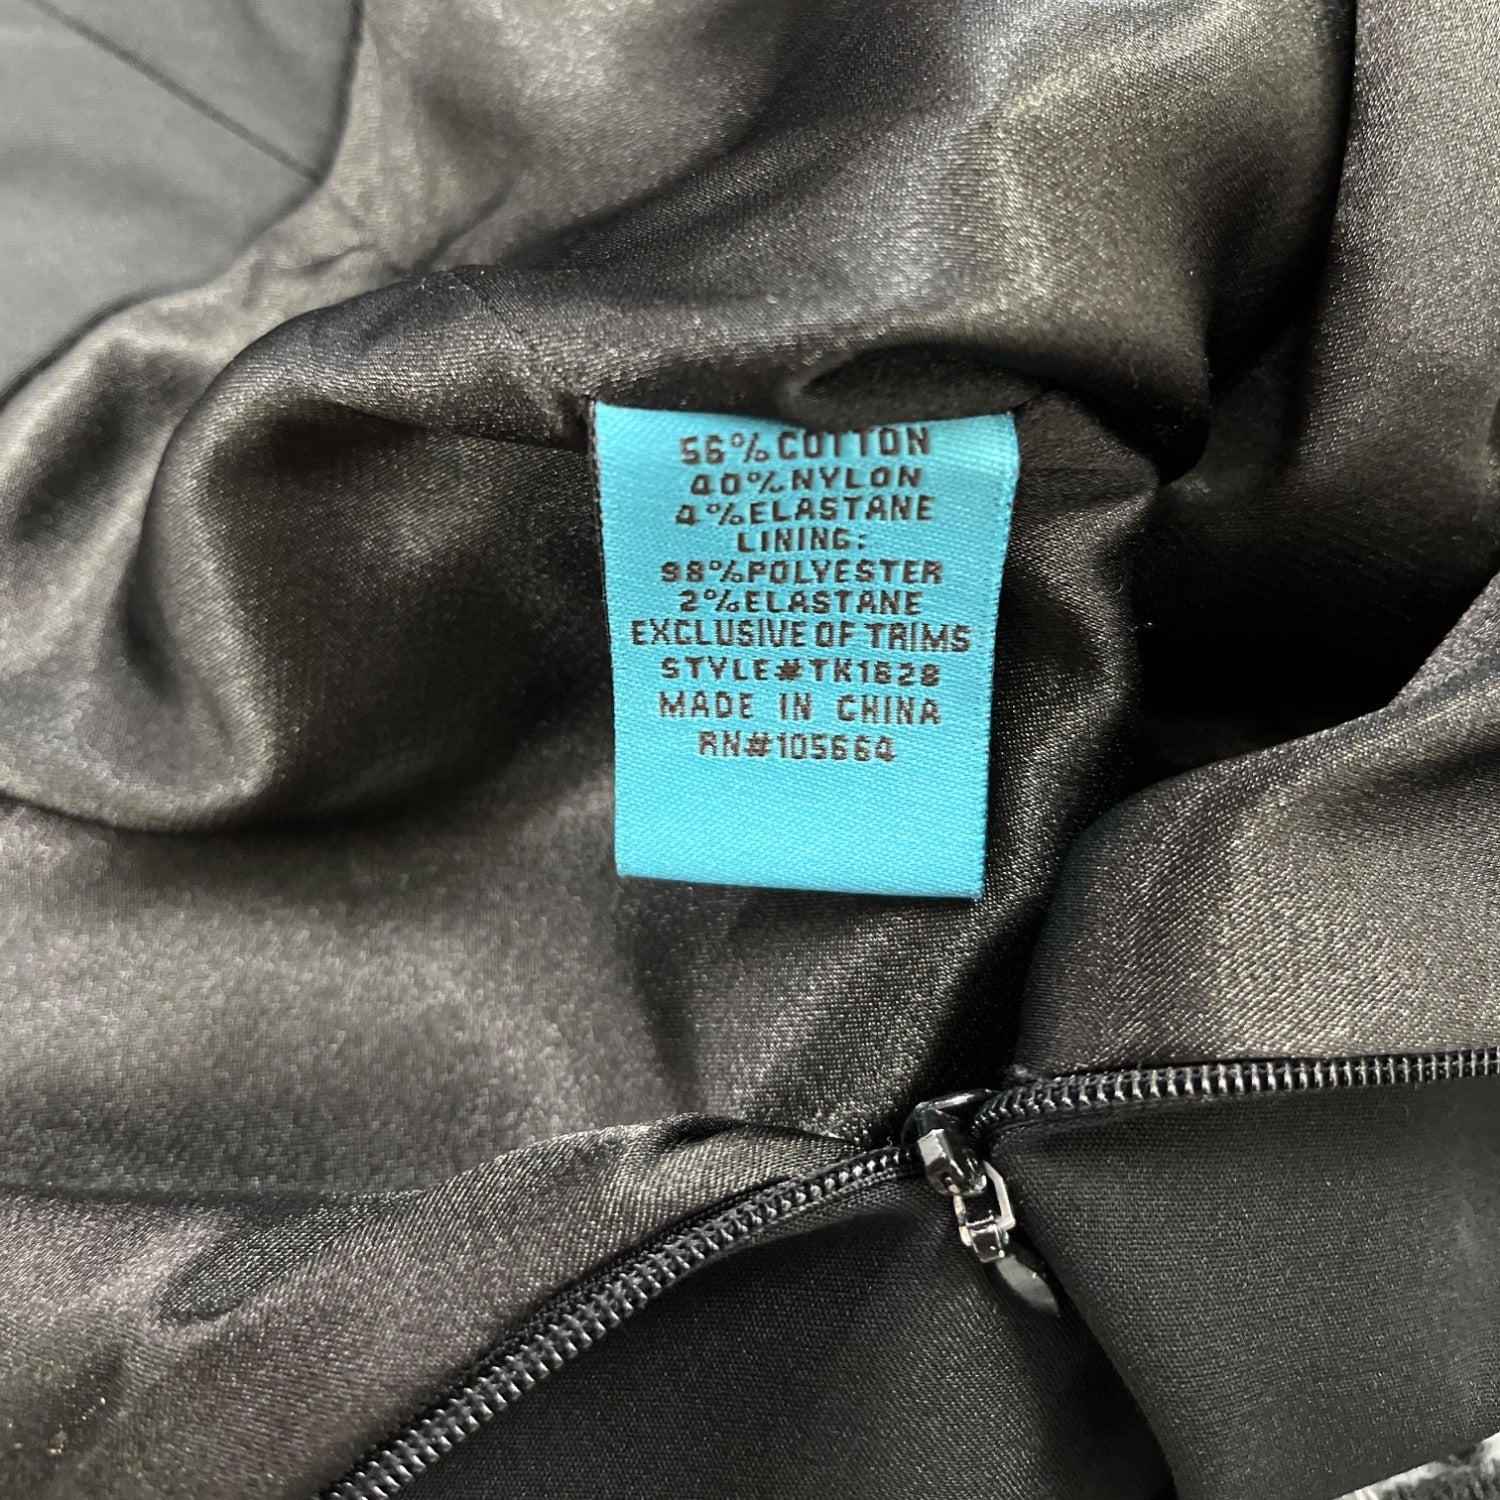 56% COTTON
40% NYLON
4% ELASTANE
LINING:
98% POLYESTER
2% ELASTANE
EXCLUSIVE OF TRIMS
STYLE#TK1628
MADE IN CHINA
RN#105664